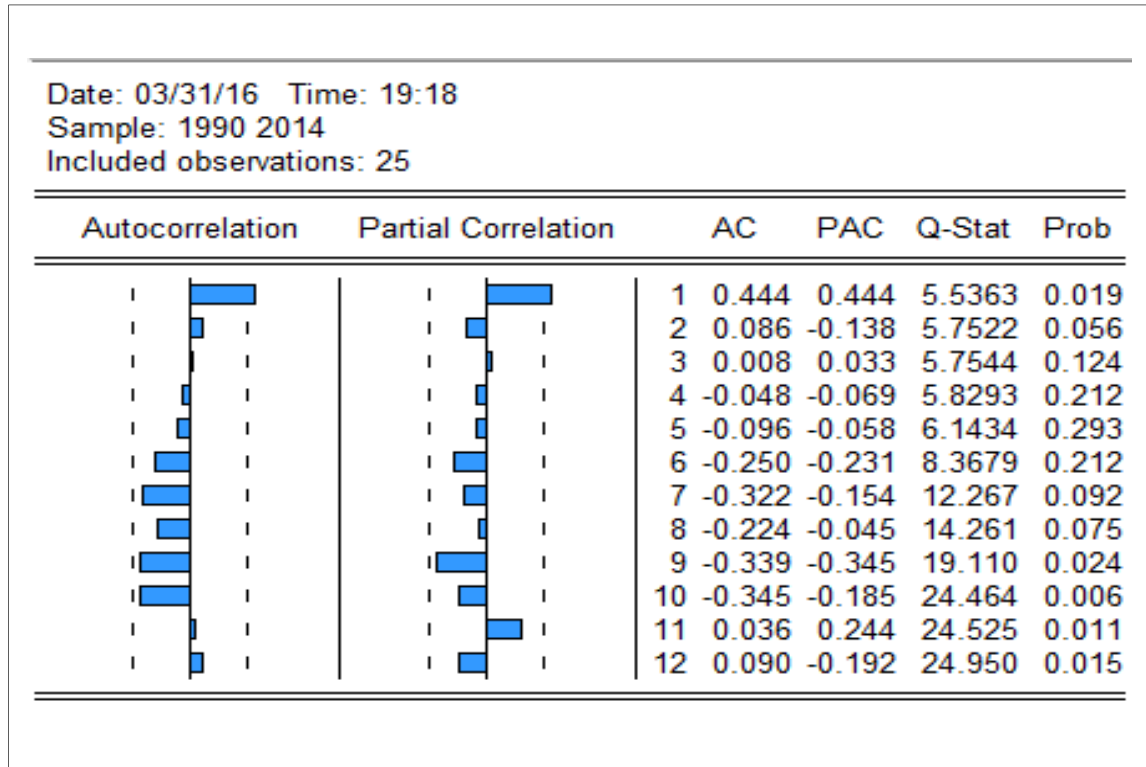 Date: 03/31/16 Time: 19:18
Sample: 1990 2014
Included observations: 25
Autocorrelation Partial Correlation AC PAC Q-Stat Prob
1 0.444 0.444 5.5363 0.019
2 0.086 -0.138 5.7522 0.056
3 0.008 0.033 5.7544 0.124
4 -0.048 -0.069 5.8293 0.212
5 -0.096 -0.058 6.1434 0.293
6 -0.250 -0.231 8.3679 0.212
7 -0.322 -0.154 12.267 0.092
8 -0.224 -0.045 14.261 0.075
9 -0.339 -0.345 19.110 0.024
10 -0.345 -0.185 24.464 0.006
11 0.036 0.244 24.525 0.011
12 0.090 -0.192 24.950 0.015